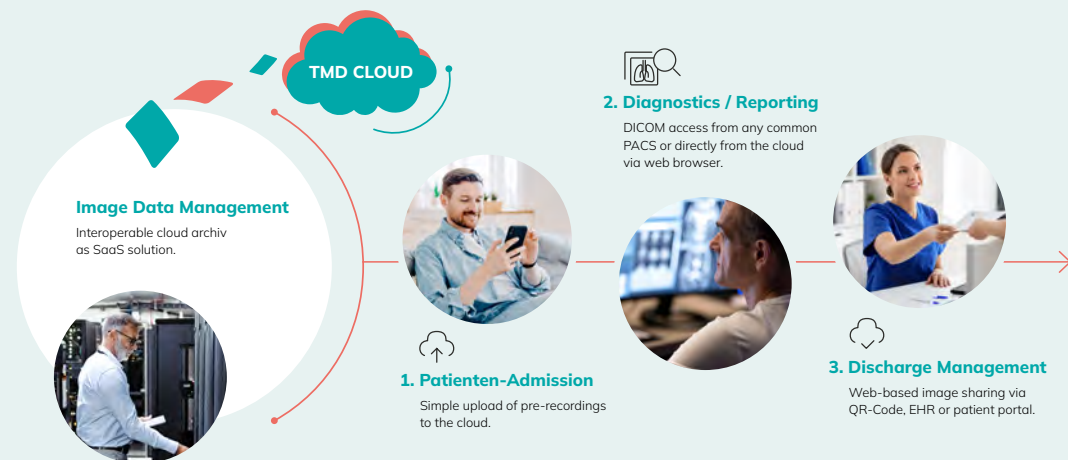 TMD CLOUD
Image Data Management
Interoperable cloud archiv
as SaaS solution.
1. Patienten-Admission
Simple upload of pre-recordings
to the cloud.
2. Diagnostics / Reporting
DICOM access from any common
PACS or directly from the cloud
via web browser.
3. Discharge Management
Web-based image sharing via
QR-Code, EHR or patient portal.